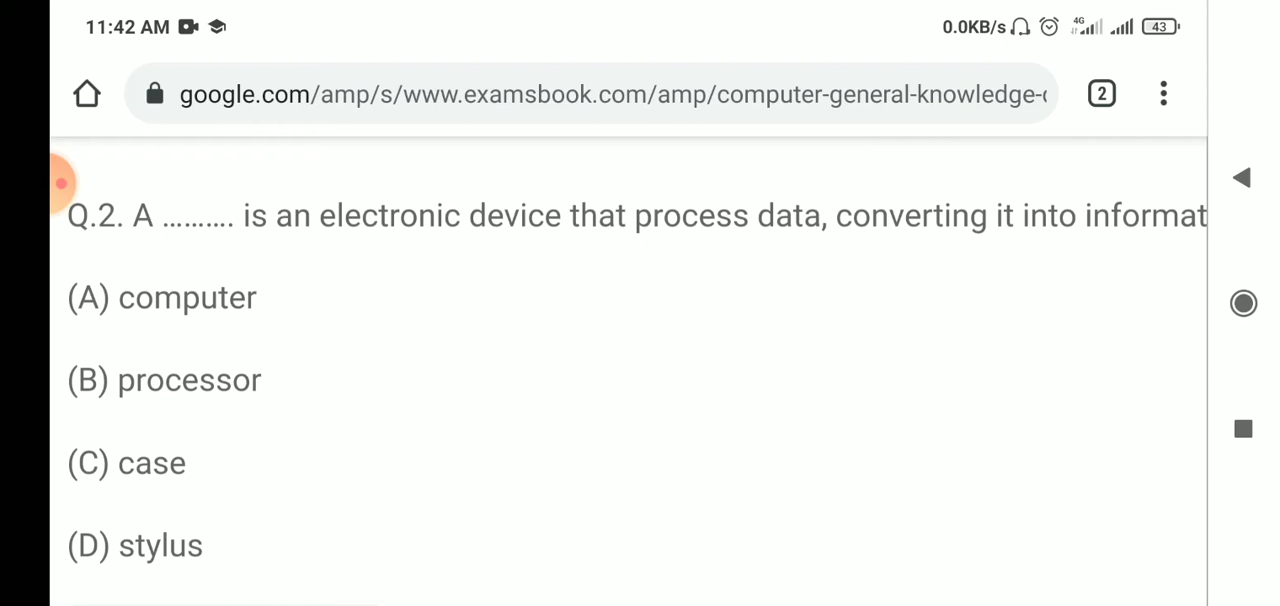 11:42 AM 0.0KB/s 4G 43
google.com/amp/s/www.examsbook.com/amp/computer-general-knowledge-
2
Q.2. A .......... is an electronic device that process data, converting it into informat
(A) computer
(B) processor
(C) case
(D) stylus